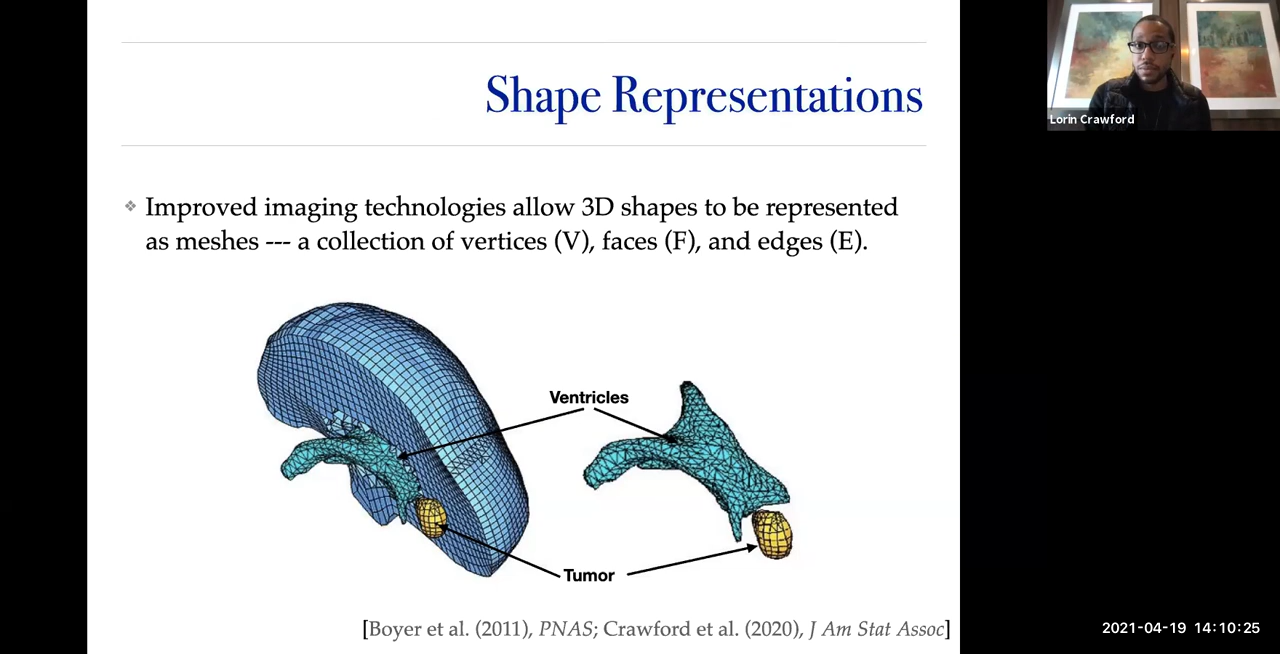 Shape Representations
Lorin Crawford
❖ Improved imaging technologies allow 3D shapes to be represented
as meshes --- a collection of vertices (V), faces (F), and edges (E).
Ventricles
Tumor
[Boyer et al. (2011), PNAS; Crawford et al. (2020), J Am Stat Assoc]
2021-04-19 14:10:25